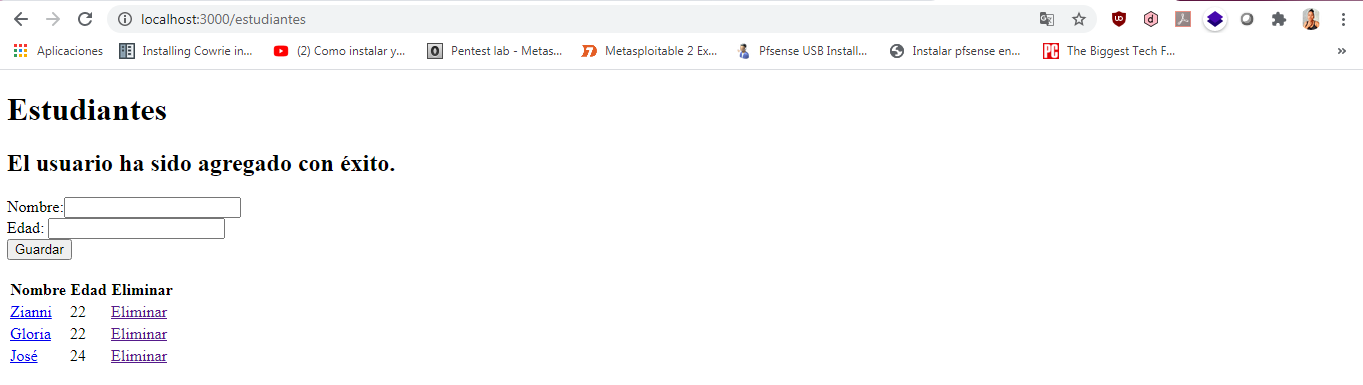 localhost:3000/estudiantes
Aplicaciones Installing Cowrie in... (2) Como instalar y... Pentest lab - Metas... Metasploitable 2 Ex... Pfsense USB Install... Instalar pfsense en... PC The Biggest Tech F... »
Estudiantes
El usuario ha sido agregado con éxito.
Nombre:
Edad:
Guardar
Nombre Edad Eliminar
Zianni 22 Eliminar
Gloria 22 Eliminar
José 24 Eliminar